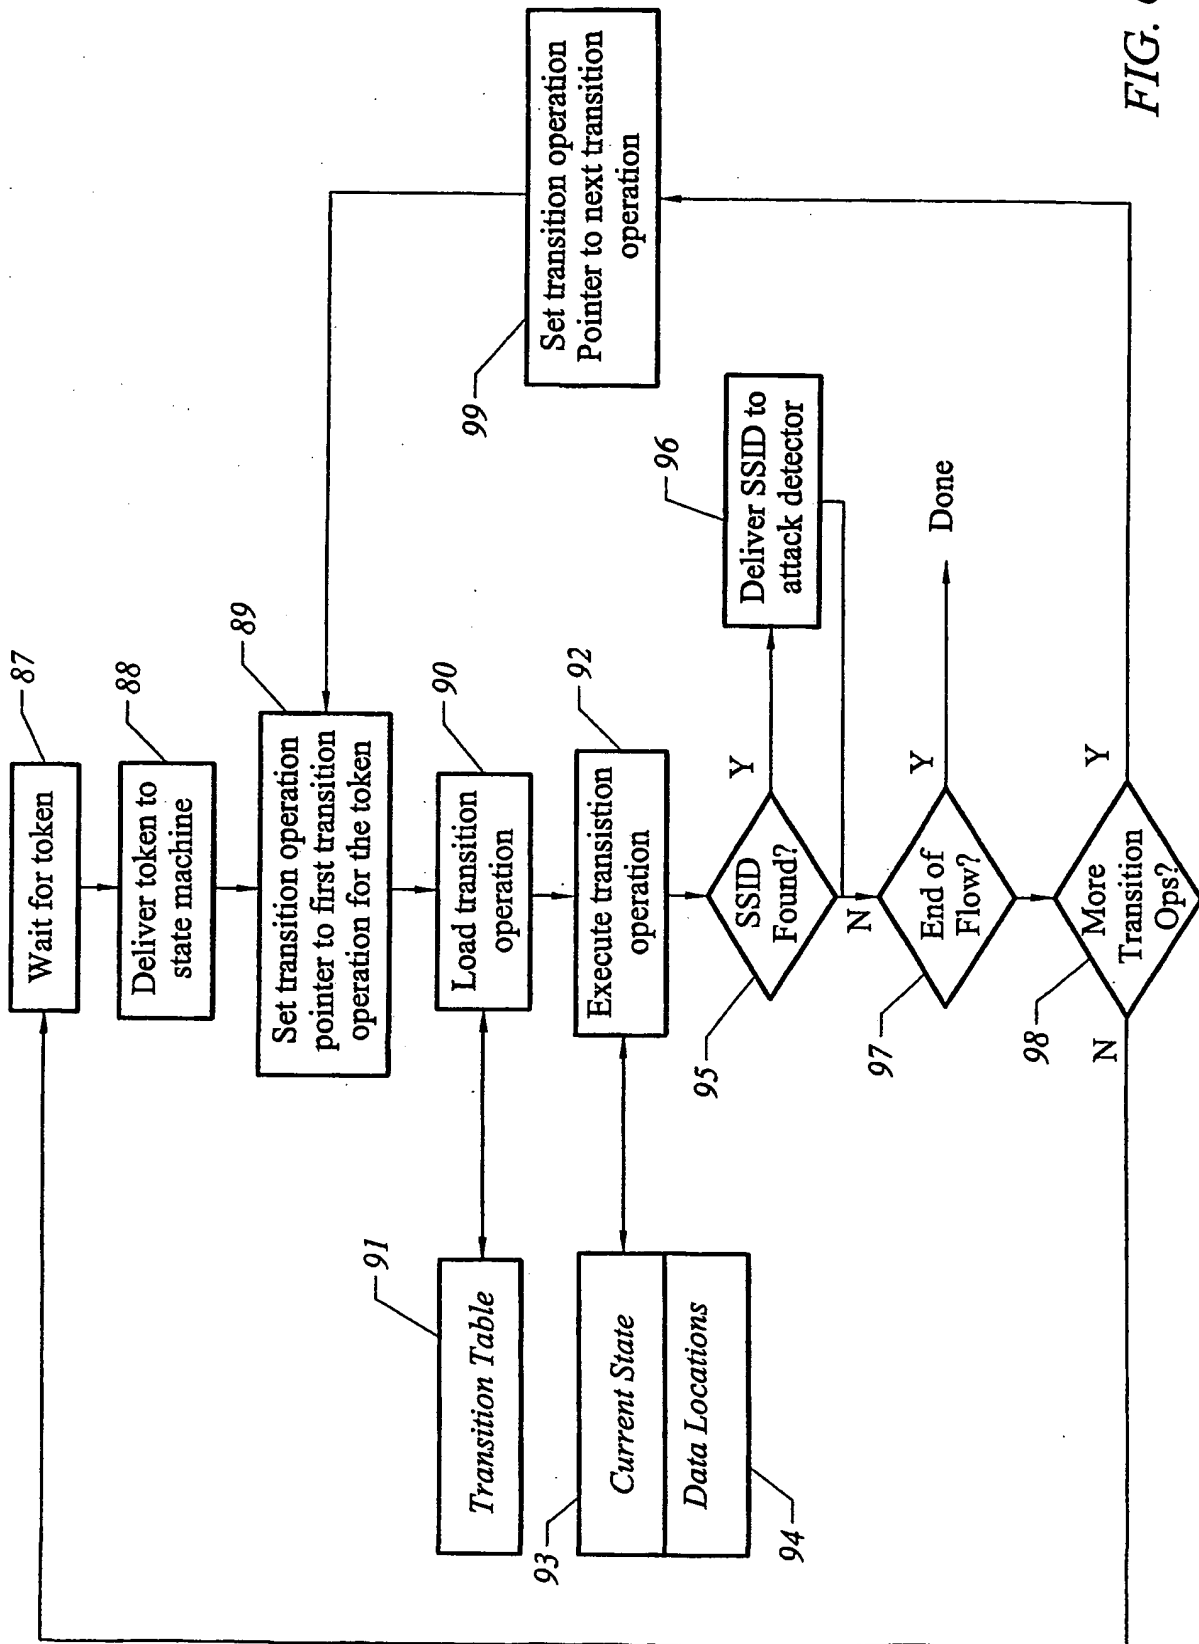 87
Wait for token
88
Deliver token to
state machine
89
Set transition operation
pointer to first transition
operation for the token
90
Load transition
operation
91
Transition Table
92
Execute transistion
operation
93
Current State
Data Locations
94
95
SSID
Found?
Y
N
96
Deliver SSID to
attack detector
97
End of
Flow?
Y
Done
98
More
Transition
Ops?
Y
N
99
Set transition operation
Pointer to next transition
operation
FIG.